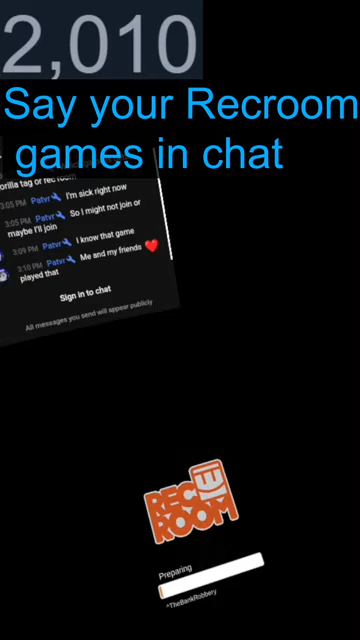 2,010
Say your Recroom
games in chat
orilla tag or rec room
3:05 PM Patvr I'm sick right now
3:05 PM Patvr So I might not join or
maybe I'll join
3:09 PM Patvr I know that game
3:10 PM Patvr Me and my friends
played that
Sign in to chat
All messages you send will appear publicly
REC
ROOM
Preparing
^TheBankRobbery